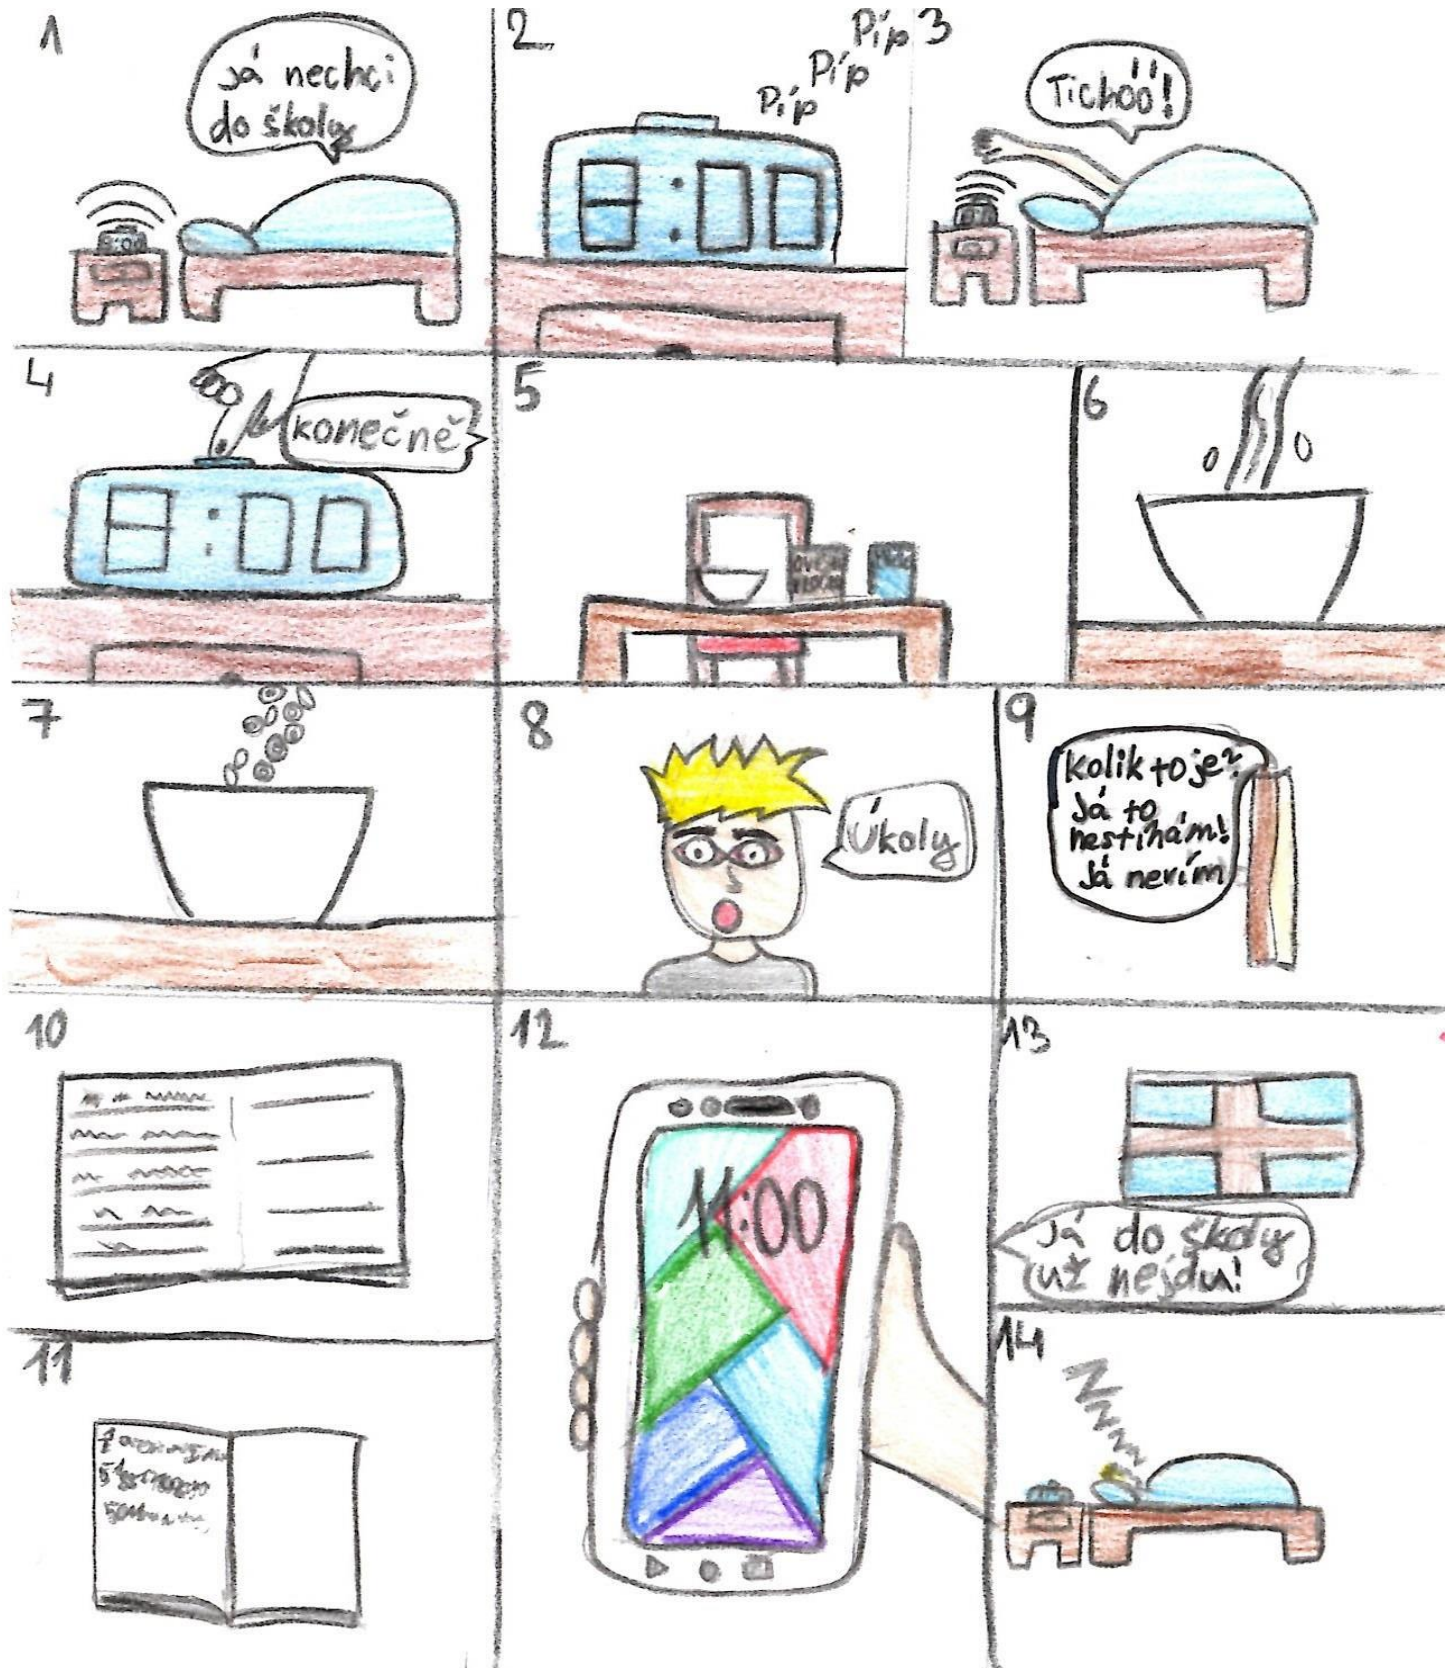 1
Já nechci
do školy
2
Píp
Píp
Píp
3
Tichóó!
4
konečně
5
6
7
8
Úkoly
9
Kolik to je?
Já to
nestíhám!
Já nevím
10
11
12
11:00
13
Já do školy
už nejdu!
14